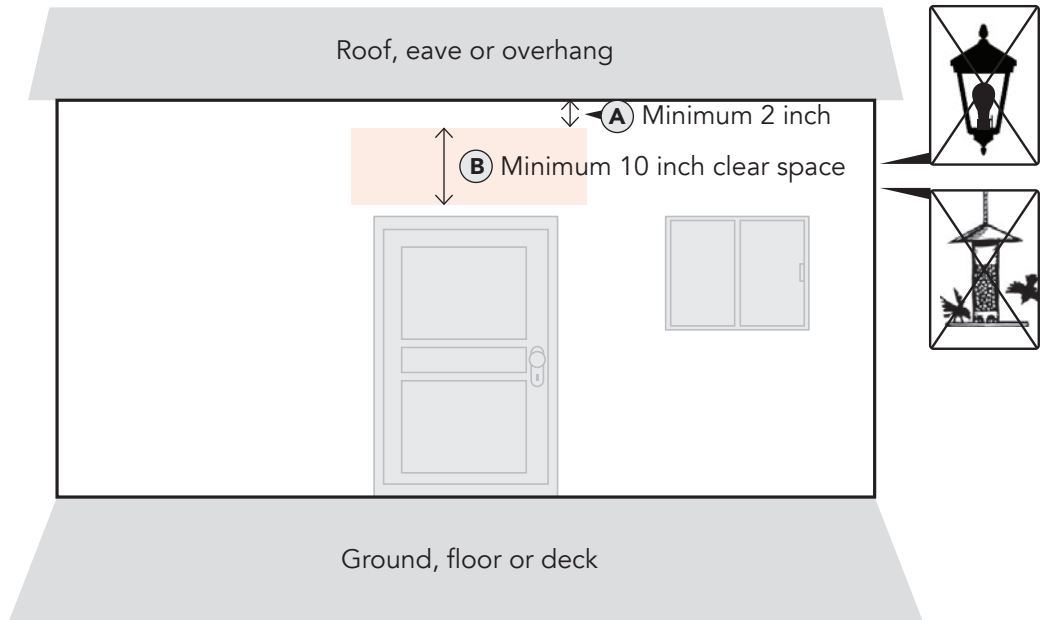 Roof, eave or overhang
A Minimum 2 inch
B Minimum 10 inch clear space
Ground, floor or deck